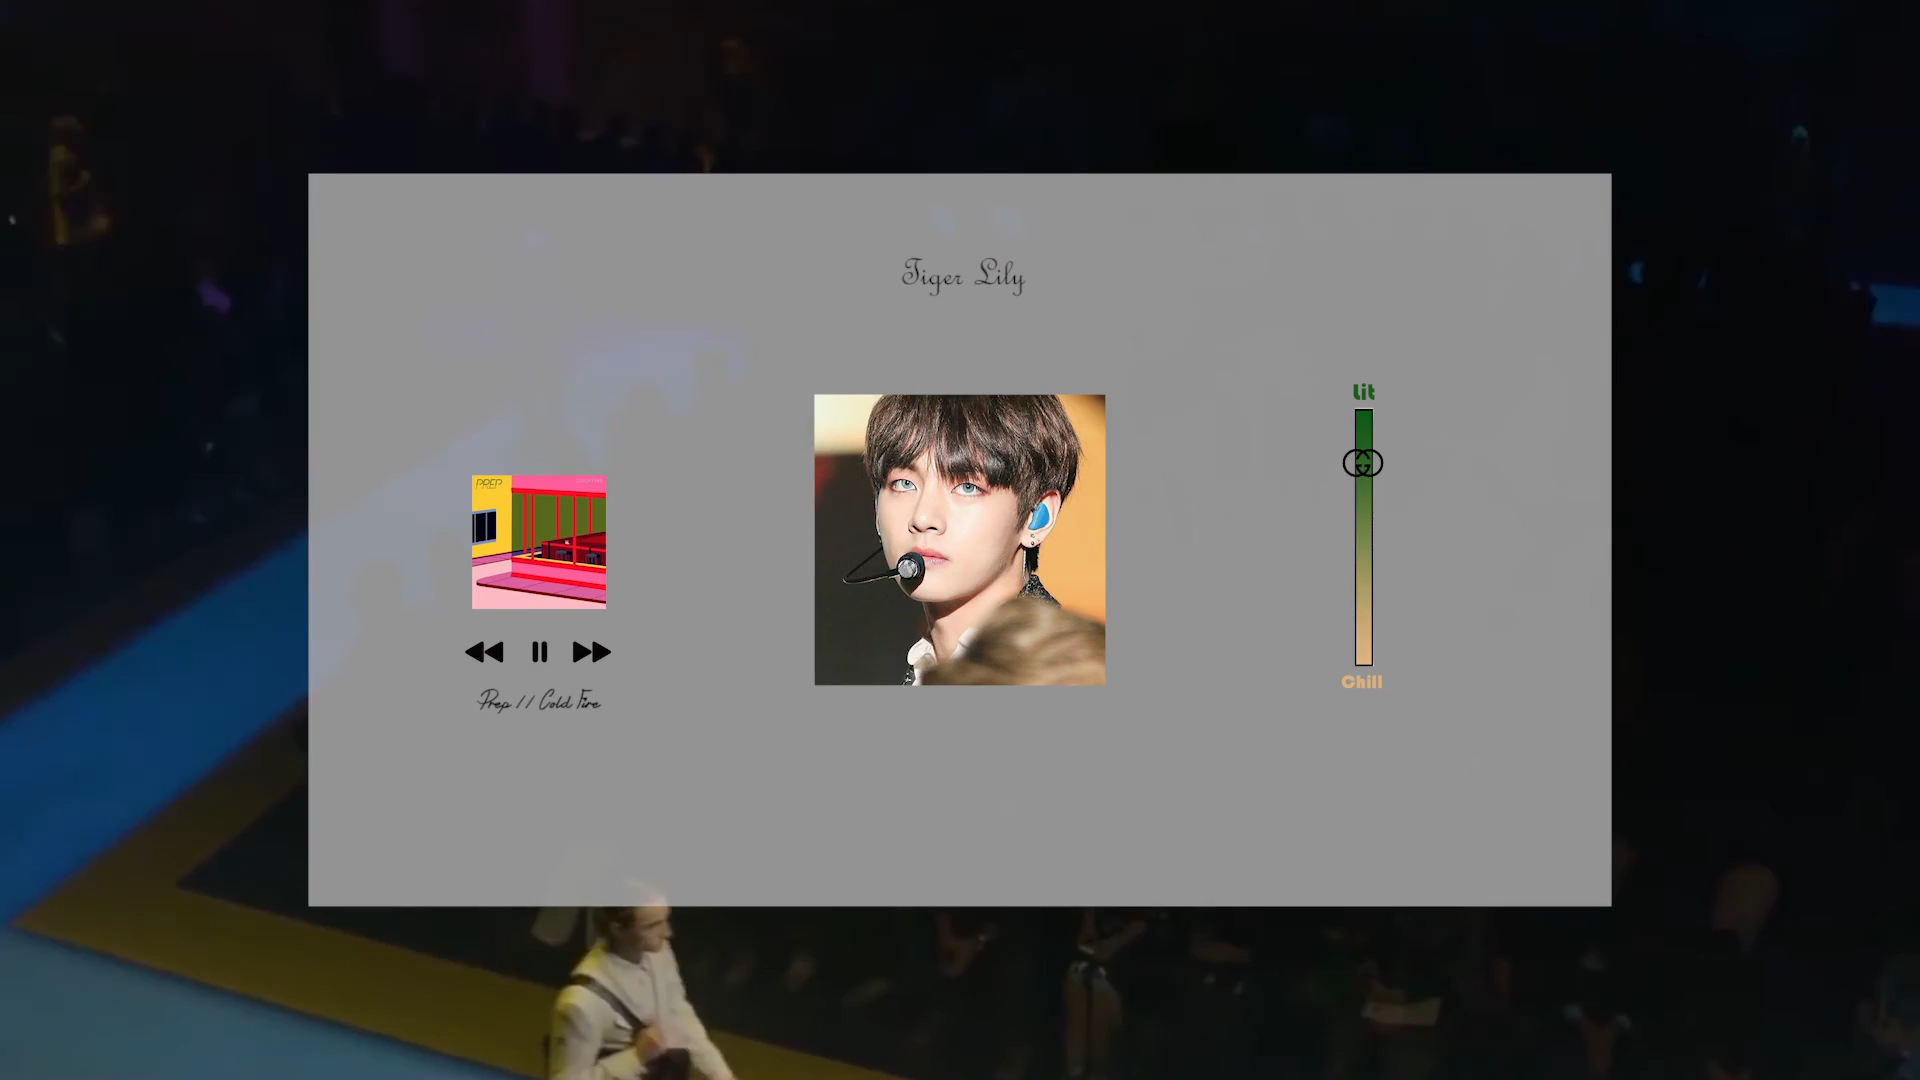 Tiger Lily
Lit
PREP
Prep // Cold Fire
Chill